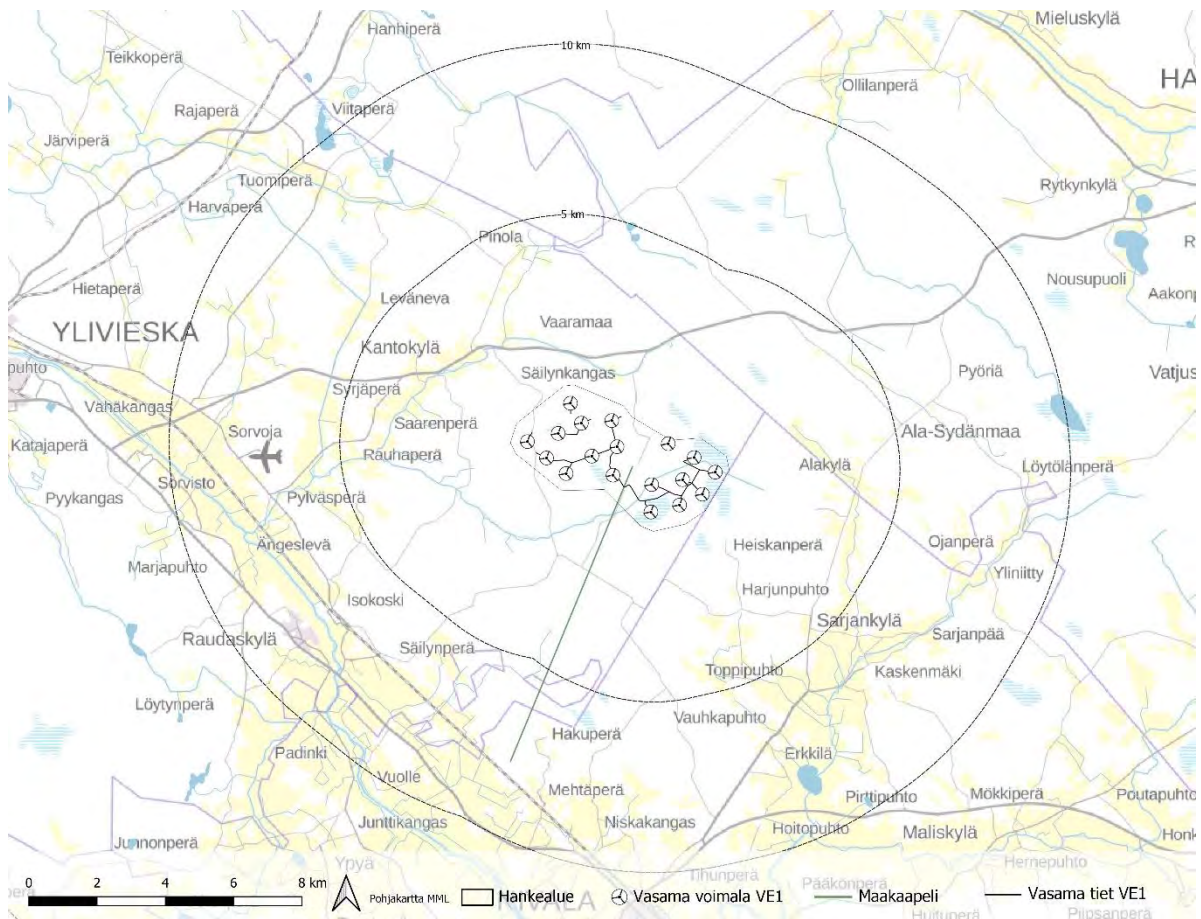 Mieluskylä
Hanhiperä
Teikkoperä
10 km
HA
Ollilanperä
Rajaperä
Viitaperä
Järviperä
Tuomiperä
Rytkynkylä
Harvaperä
5 km
Pinola
R
Nousupuoli
Hietaperä
Leväneva
Aakonp
YLIVIESKA
Vaaramaa
puhto
Kantokylä
Säilynkangas
Pyöriä
Vatjus
Syrjäperä
Vähäkangas
Saarenperä
Sorvoja
Ala-Sydänmaa
Katajaperä
Rauhaperä
Alakylä
Löytölänperä
Sorvisto
Pylväsperä
Pyykangas
Ängeslevä
Heiskanperä
Ojanperä
Marjapuhto
Yliniitty
Isokoski
Harjunpuhto
Raudaskylä
Säilynperä
Sarjankylä
Sarjanpää
Toppipuhto
Kaskenmäki
Löytynperä
Vauhkapuhto
Hakuperä
Padinki
Erkkilä
Vuolle
Mehtäperä
Pirttipuhto
Mökkiperä
Poutapuhto
Junttikangas
Niskakangas
Hoitopuhto
Maliskylä
Honk
Junnonperä
Ypyä
Tihunperä
Pääkönperä
Hernepuhto
0 2 4 6 8 km
Pohjakartta MML
Hankealue
Vasama voimala VE1
Maakaapeli
Vasama tiet VE1
Huitupuhto
Piipsanperä